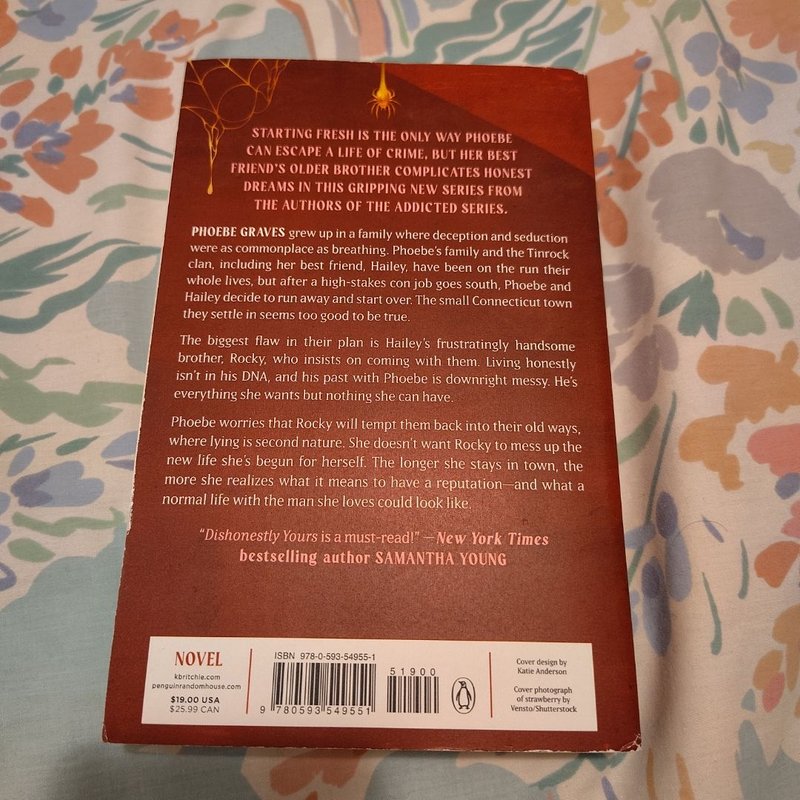 STARTING FRESH IS THE ONLY WAY PHOEBE
CAN ESCAPE A LIFE OF CRIME, BUT HER BEST
FRIEND'S OLDER BROTHER COMPLICATES HONEST
DREAMS IN THIS GRIPPING NEW SERIES FROM
THE AUTHORS OF THE ADDICTED SERIES.
PHOEBE GRAVES grew up in a family where deception and seduction
were as commonplace as breathing. Phoebe's family and the Tinrock
clan, including her best friend, Hailey, have been on the run their
whole lives, but after a high-stakes con job goes south, Phoebe and
Hailey decide to run away and start over. The small Connecticut town
they settle in seems too good to be true.
The biggest flaw in their plan is Hailey's frustratingly handsome
brother, Rocky, who insists on coming with them. Living honestly
isn't in his DNA, and his past with Phoebe is downright messy. He's
everything she wants but nothing she can have.
Phoebe worries that Rocky will tempt them back into their old ways,
where lying is second nature. She doesn't want Rocky to mess up the
new life she's begun for herself. The longer she stays in town, the
more she realizes what it means to have a reputation—and what a
normal life with the man she loves could look like.
"Dishonestly Yours is a must-read!" —New York Times
bestselling author SAMANTHA YOUNG
NOVEL
kbritchie.com
penguinrandomhouse.com
$19.00 USA
$25.99 CAN
ISBN 978-0-593-54955-1
51900
9 780593 549551
Cover design by
Katie Anderson
Cover photograph
of strawberry by
Vensto/Shutterstock